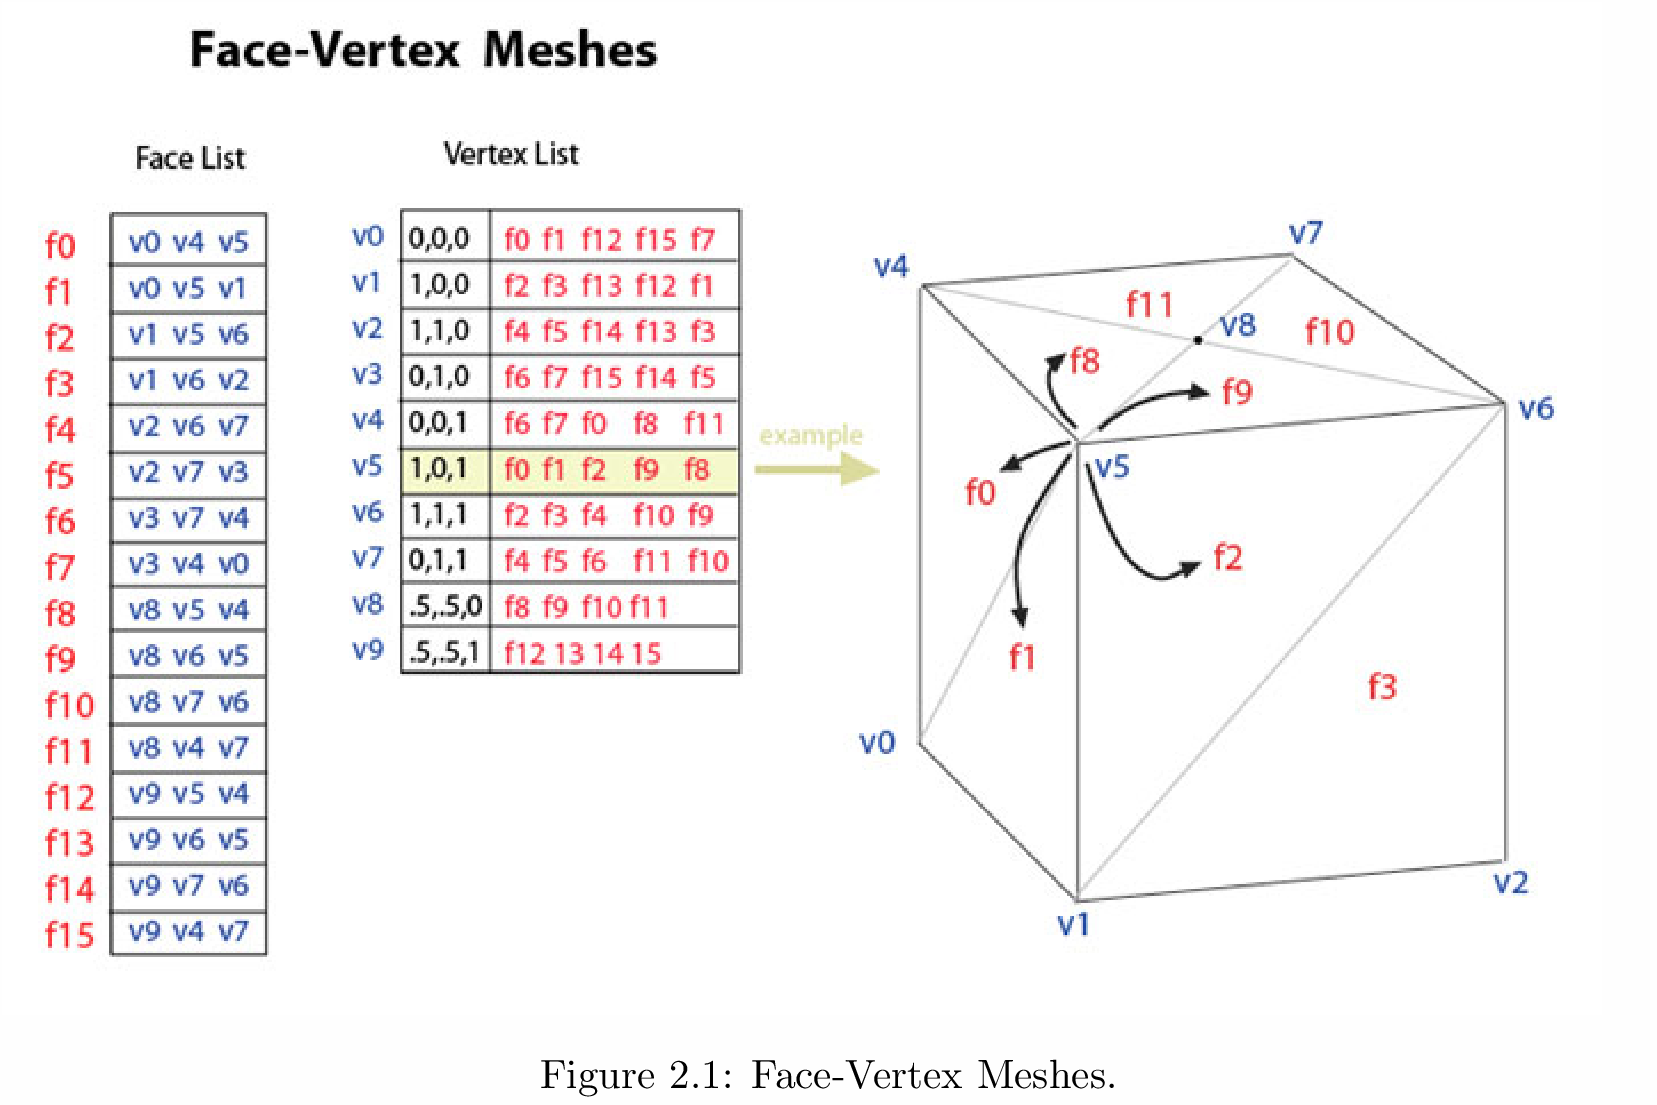 Face-Vertex Meshes
Face List
f0 v0 v4 v5
f1 v0 v5 v1
f2 v1 v5 v6
f3 v1 v6 v2
f4 v2 v6 v7
f5 v2 v7 v3
f6 v3 v7 v4
f7 v3 v4 v0
f8 v8 v5 v4
f9 v8 v6 v5
f10 v8 v7 v6
f11 v8 v4 v7
f12 v9 v5 v4
f13 v9 v6 v5
f14 v9 v7 v6
f15 v9 v4 v7
Vertex List
v0 0,0,0 f0 f1 f12 f15 f7
v1 1,0,0 f2 f3 f13 f12 f1
v2 1,1,0 f4 f5 f14 f13 f3
v3 0,1,0 f6 f7 f15 f14 f5
v4 0,0,1 f6 f7 f0 f8 f11
v5 1,0,1 f0 f1 f2 f9 f8
v6 1,1,1 f2 f3 f4 f10 f9
v7 0,1,1 f4 f5 f6 f11 f10
v8 .5,.5,0 f8 f9 f10 f11
v9 .5,.5,1 f12 13 14 15
example
v7
v4
f11
v8
f10
f8
f9
v6
v5
f0
f2
f1
f3
v0
v2
v1
Figure 2.1: Face-Vertex Meshes.